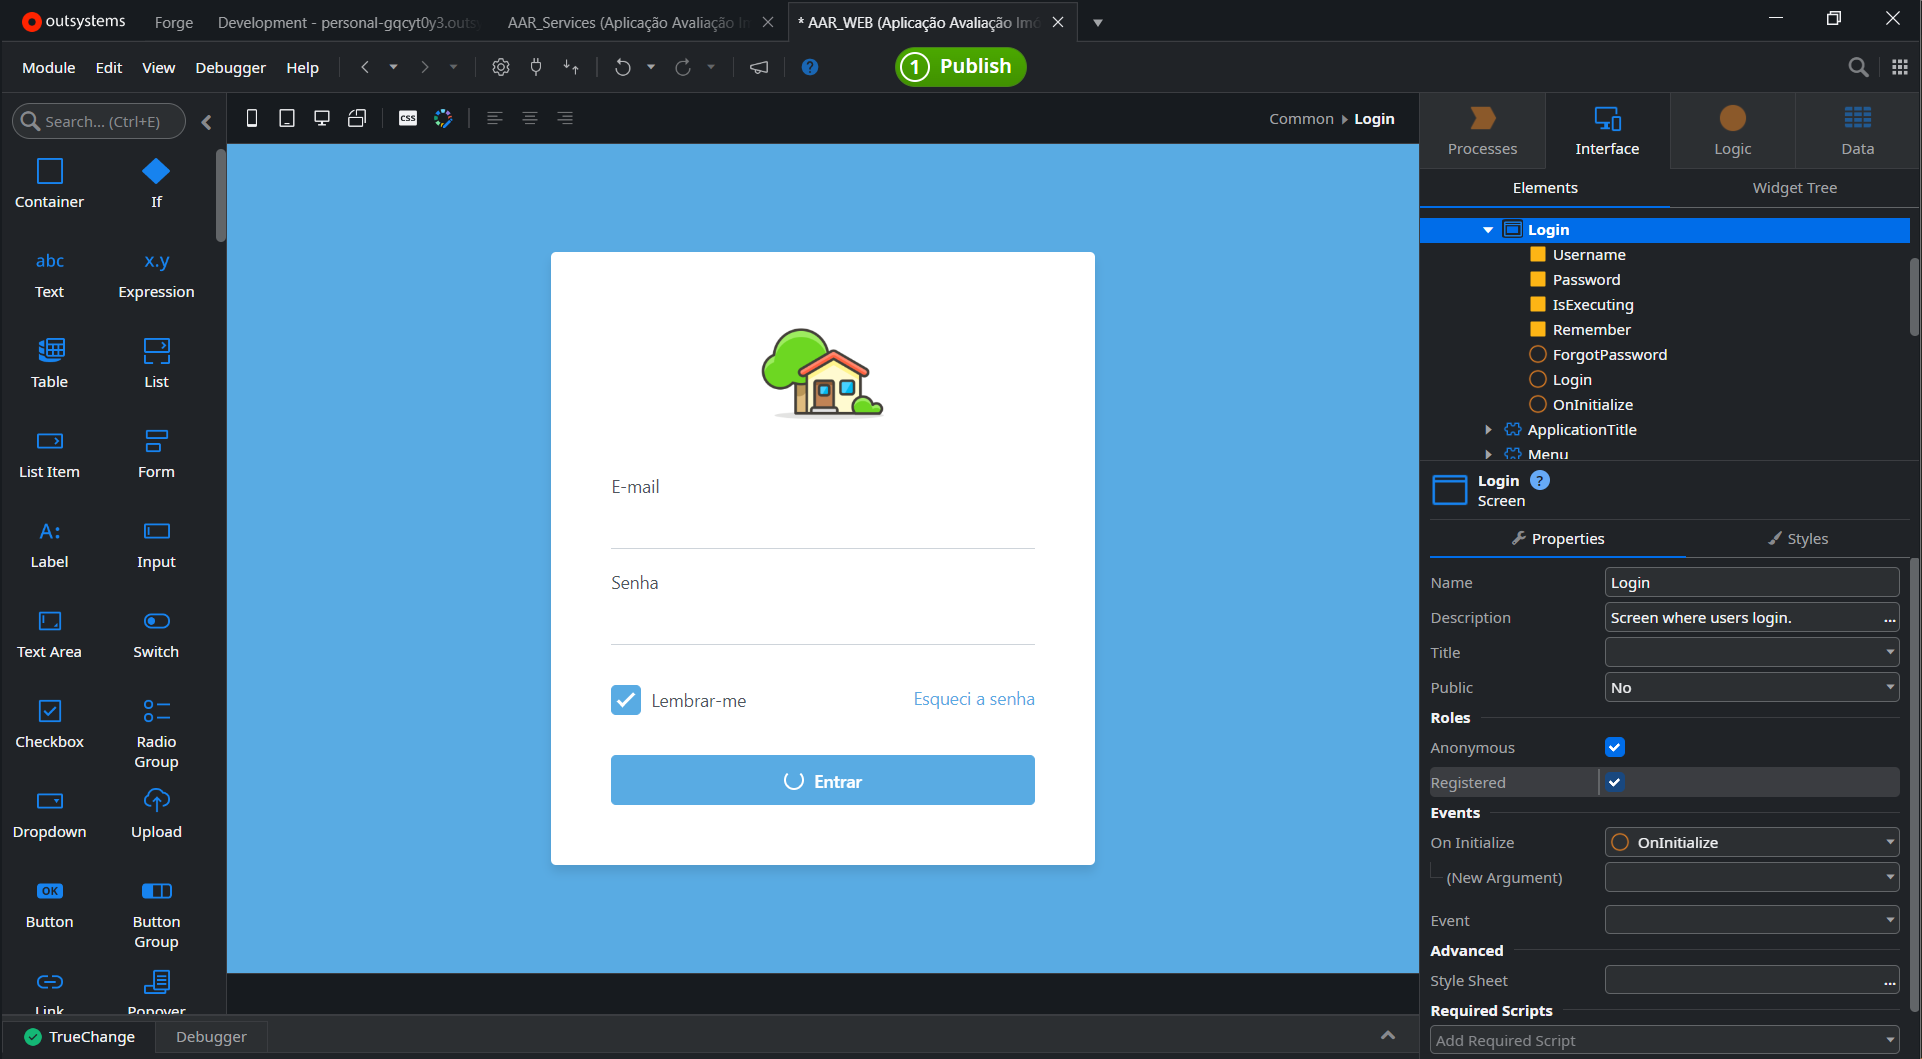 outsystems
Forge
Development - personal-gqcyt0y3.outs
AAR_Services (Aplicação Avaliação I
* AAR_WEB (Aplicação Avaliação Imó
Module Edit View Debugger Help
1 Publish
Search... (Ctrl+E)
CSS
Common Login
Processes
Interface
Logic
Data
Elements
Widget Tree
Container
If
abc
x.y
Text
Expression
Table
List
List Item
Form
A:
Label
Input
Text Area
Switch
Checkbox
Radio
Group
Dropdown
Upload
OK
Button
Button
Group
Link
Popover
E-mail
Senha
Lembrar-me
Esqueci a senha
Entrar
Login
Username
Password
IsExecuting
Remember
ForgotPassword
Login
OnInitialize
ApplicationTitle
Menu
Login ?
Screen
Properties
Styles
Name Login
Description Screen where users login. ...
Title
Public No
Roles
Anonymous
Registered
Events
On Initialize OnInitialize
(New Argument)
Event
Advanced
Style Sheet ...
Required Scripts
Add Required Script
TrueChange
Debugger